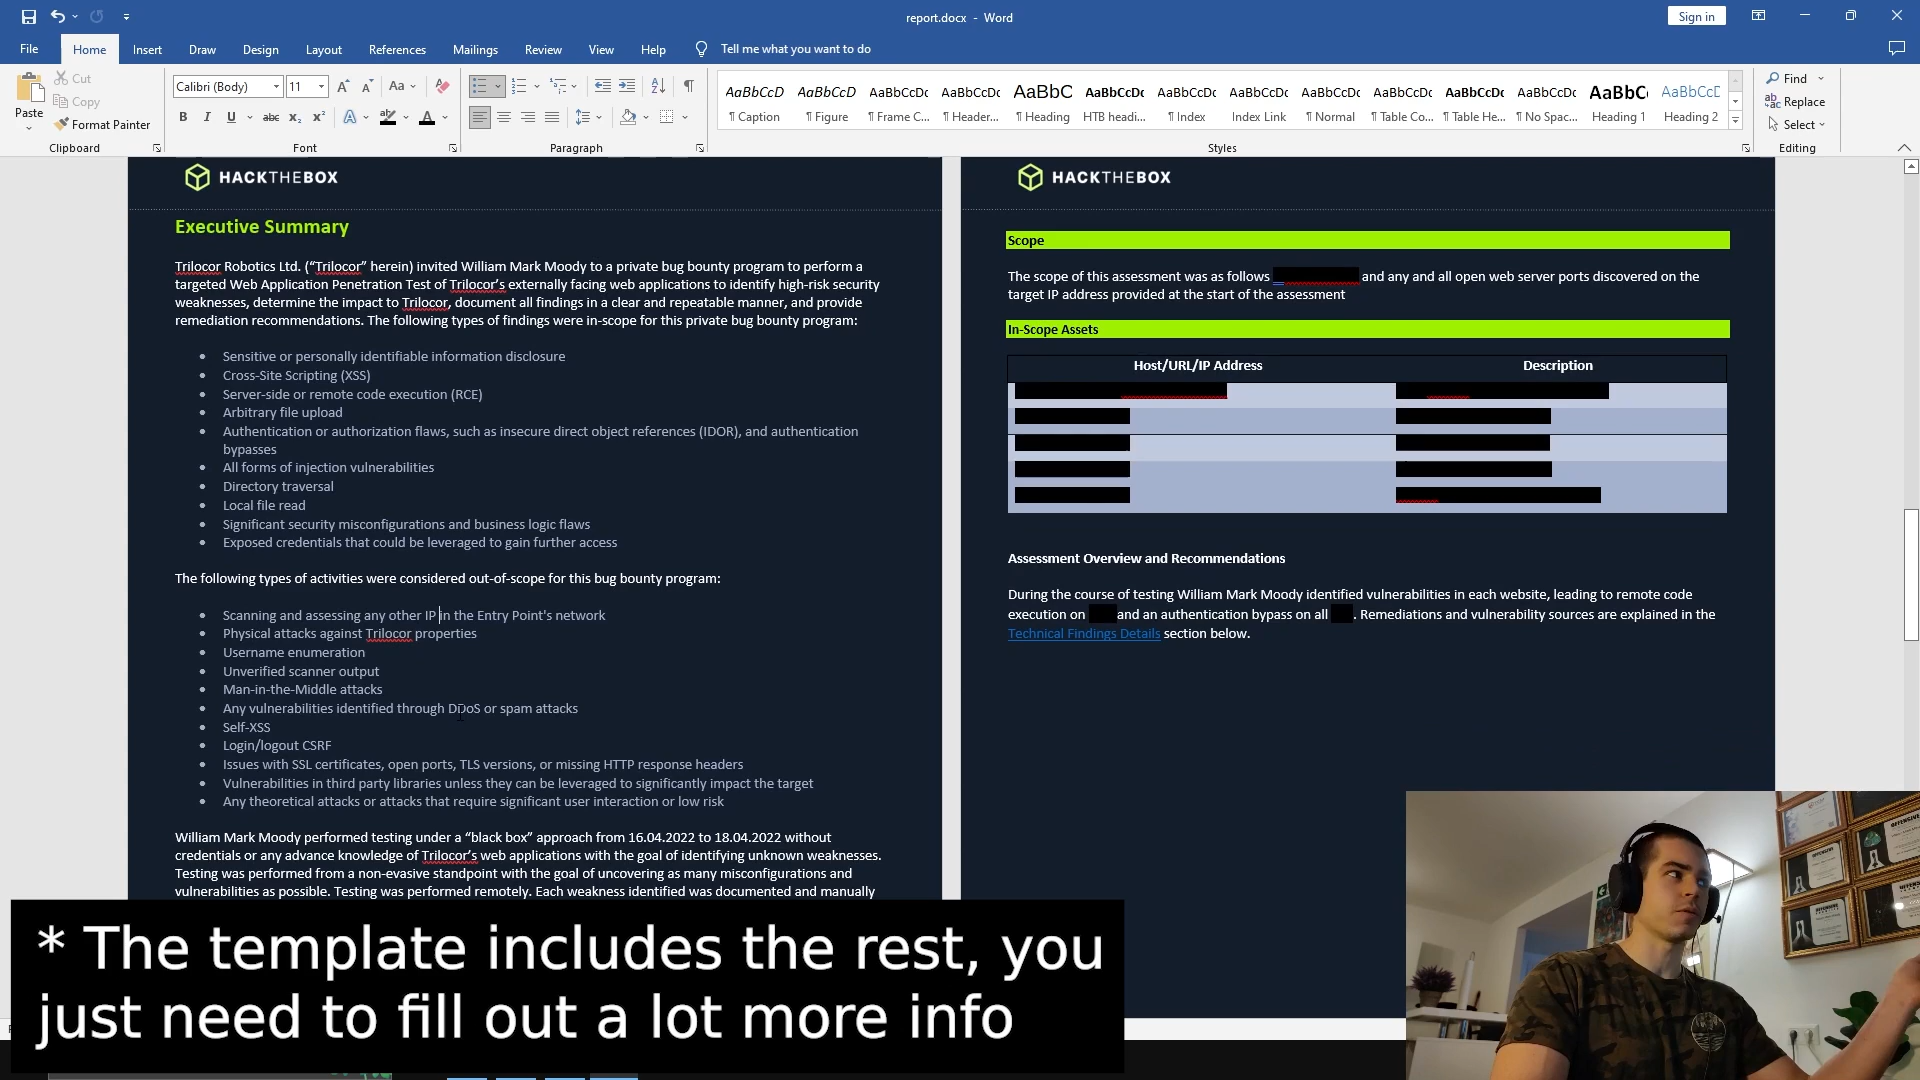 report.docx - Word
Sign in
File Home Insert Draw Design Layout References Mailings Review View Help Tell me what you want to do
Paste
Cut
Copy
Format Painter
Calibri (Body) 11
AaBbCcD AaBbCcD AaBbCcDc AaBbCcDc AaBbC AaBbCcDc AaBbCcDc AaBbCcDc AaBbCcDc AaBbCcDc AaBbCcDc AaBbCcDc AaBbCc AaBbCcD
¶ Caption ¶ Figure ¶ Frame C... ¶ Header... ¶ Heading HTB headi... ¶ Index Index Link ¶ Normal ¶ Table Co... ¶ Table He... ¶ No Spac... Heading 1 Heading 2
Find
Replace
Select
Clipboard Font Paragraph Styles Editing
HACKTHEBOX
Executive Summary
Trilocor Robotics Ltd. (“Trilocor” herein) invited William Mark Moody to a private bug bounty program to perform a
targeted Web Application Penetration Test of Trilocor’s externally facing web applications to identify high-risk security
weaknesses, determine the impact to Trilocor, document all findings in a clear and repeatable manner, and provide
remediation recommendations. The following types of findings were in-scope for this private bug bounty program:
• Sensitive or personally identifiable information disclosure
• Cross-Site Scripting (XSS)
• Server-side or remote code execution (RCE)
• Arbitrary file upload
• Authentication or authorization flaws, such as insecure direct object references (IDOR), and authentication
bypasses
• All forms of injection vulnerabilities
• Directory traversal
• Local file read
• Significant security misconfigurations and business logic flaws
• Exposed credentials that could be leveraged to gain further access
The following types of activities were considered out-of-scope for this bug bounty program:
• Scanning and assessing any other IP in the Entry Point's network
• Physical attacks against Trilocor properties
• Username enumeration
• Unverified scanner output
• Man-in-the-Middle attacks
• Any vulnerabilities identified through DDoS or spam attacks
• Self-XSS
• Login/logout CSRF
• Issues with SSL certificates, open ports, TLS versions, or missing HTTP response headers
• Vulnerabilities in third party libraries unless they can be leveraged to significantly impact the target
• Any theoretical attacks or attacks that require significant user interaction or low risk
William Mark Moody performed testing under a “black box” approach from 16.04.2022 to 18.04.2022 without
credentials or any advance knowledge of Trilocor’s web applications with the goal of identifying unknown weaknesses.
Testing was performed from a non-evasive standpoint with the goal of uncovering as many misconfigurations and
vulnerabilities as possible. Testing was performed remotely. Each weakness identified was documented and manually
HACKTHEBOX
Scope
The scope of this assessment was as follows and any and all open web server ports discovered on the
target IP address provided at the start of the assessment
In-Scope Assets
Host/URL/IP Address Description
Assessment Overview and Recommendations
During the course of testing William Mark Moody identified vulnerabilities in each website, leading to remote code
execution on and an authentication bypass on all . Remediations and vulnerability sources are explained in the
Technical Findings Details section below.
* The template includes the rest, you
just need to fill out a lot more info